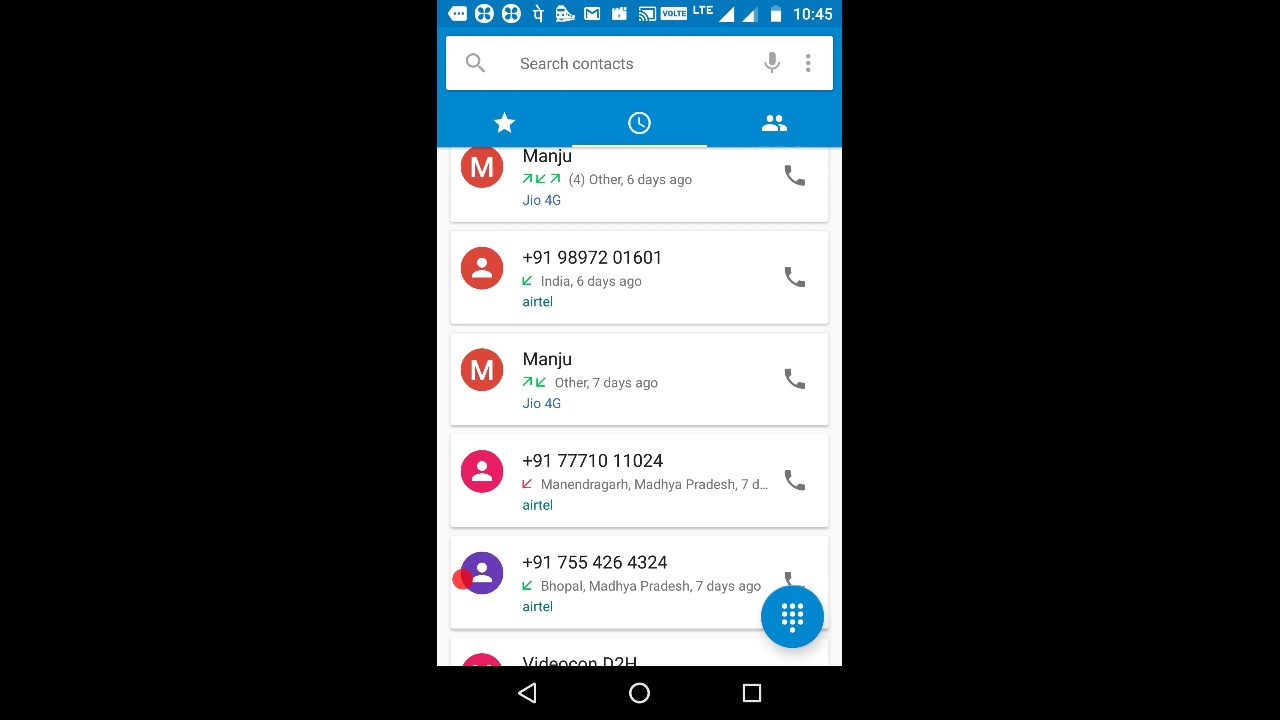 पे VOLTE LTE 10:45
Search contacts
Manju
(4) Other, 6 days ago
Jio 4G
M
+91 98972 01601
India, 6 days ago
airtel
Manju
M
Other, 7 days ago
Jio 4G
+91 77710 11024
Manendragarh, Madhya Pradesh, 7 d...
airtel
+91 755 426 4324
Bhopal, Madhya Pradesh, 7 days ago
airtel
Videocon D2H